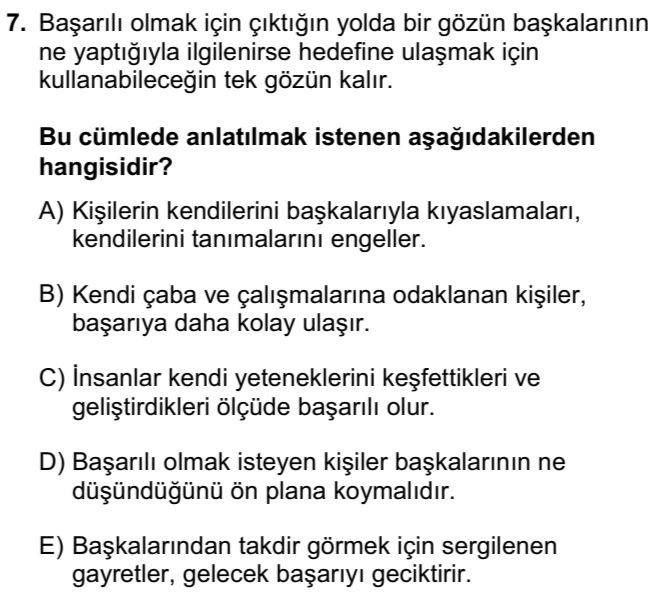 7. Başarılı olmak için çıktığın yolda bir gözün başkalarının
ne yaptığıyla ilgilenirse hedefine ulaşmak için
kullanabileceğin tek gözün kalır.
Bu cümlede anlatılmak istenen aşağıdakilerden
hangisidir?
A) Kişilerin kendilerini başkalarıyla kıyaslamaları,
kendilerini tanımalarını engeller.
B) Kendi çaba ve çalışmalarına odaklanan kişiler,
başarıya daha kolay ulaşır.
C) İnsanlar kendi yeteneklerini keşfettikleri ve
geliştirdikleri ölçüde başarılı olur.
D) Başarılı olmak isteyen kişiler başkalarının ne
düşündüğünü ön plana koymalıdır.
E) Başkalarından takdir görmek için sergilenen
gayretler, gelecek başarıyı geciktirir.